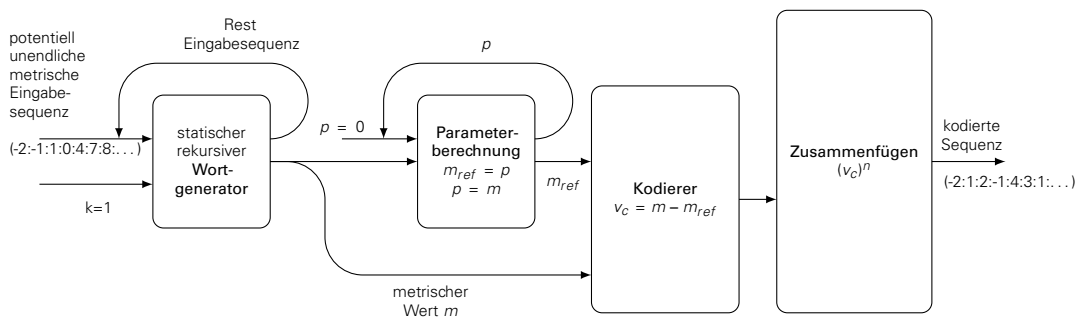 potentiell
unendliche
metrische
Eingabe-
sequenz
(-2:-1:1:0:4:7:8:...)
k=1
Rest
Eingabesequenz
statischer
rekursiver
Wort-
generator
p
p = 0
Parameter-
berechnung
m_ref = p
p = m
m_ref
metrischer
Wert m
Kodierer
v_c = m – m_ref
Zusammenfügen
(v_c)^n
kodierte
Sequenz
(-2:1:2:-1:4:3:1:...)